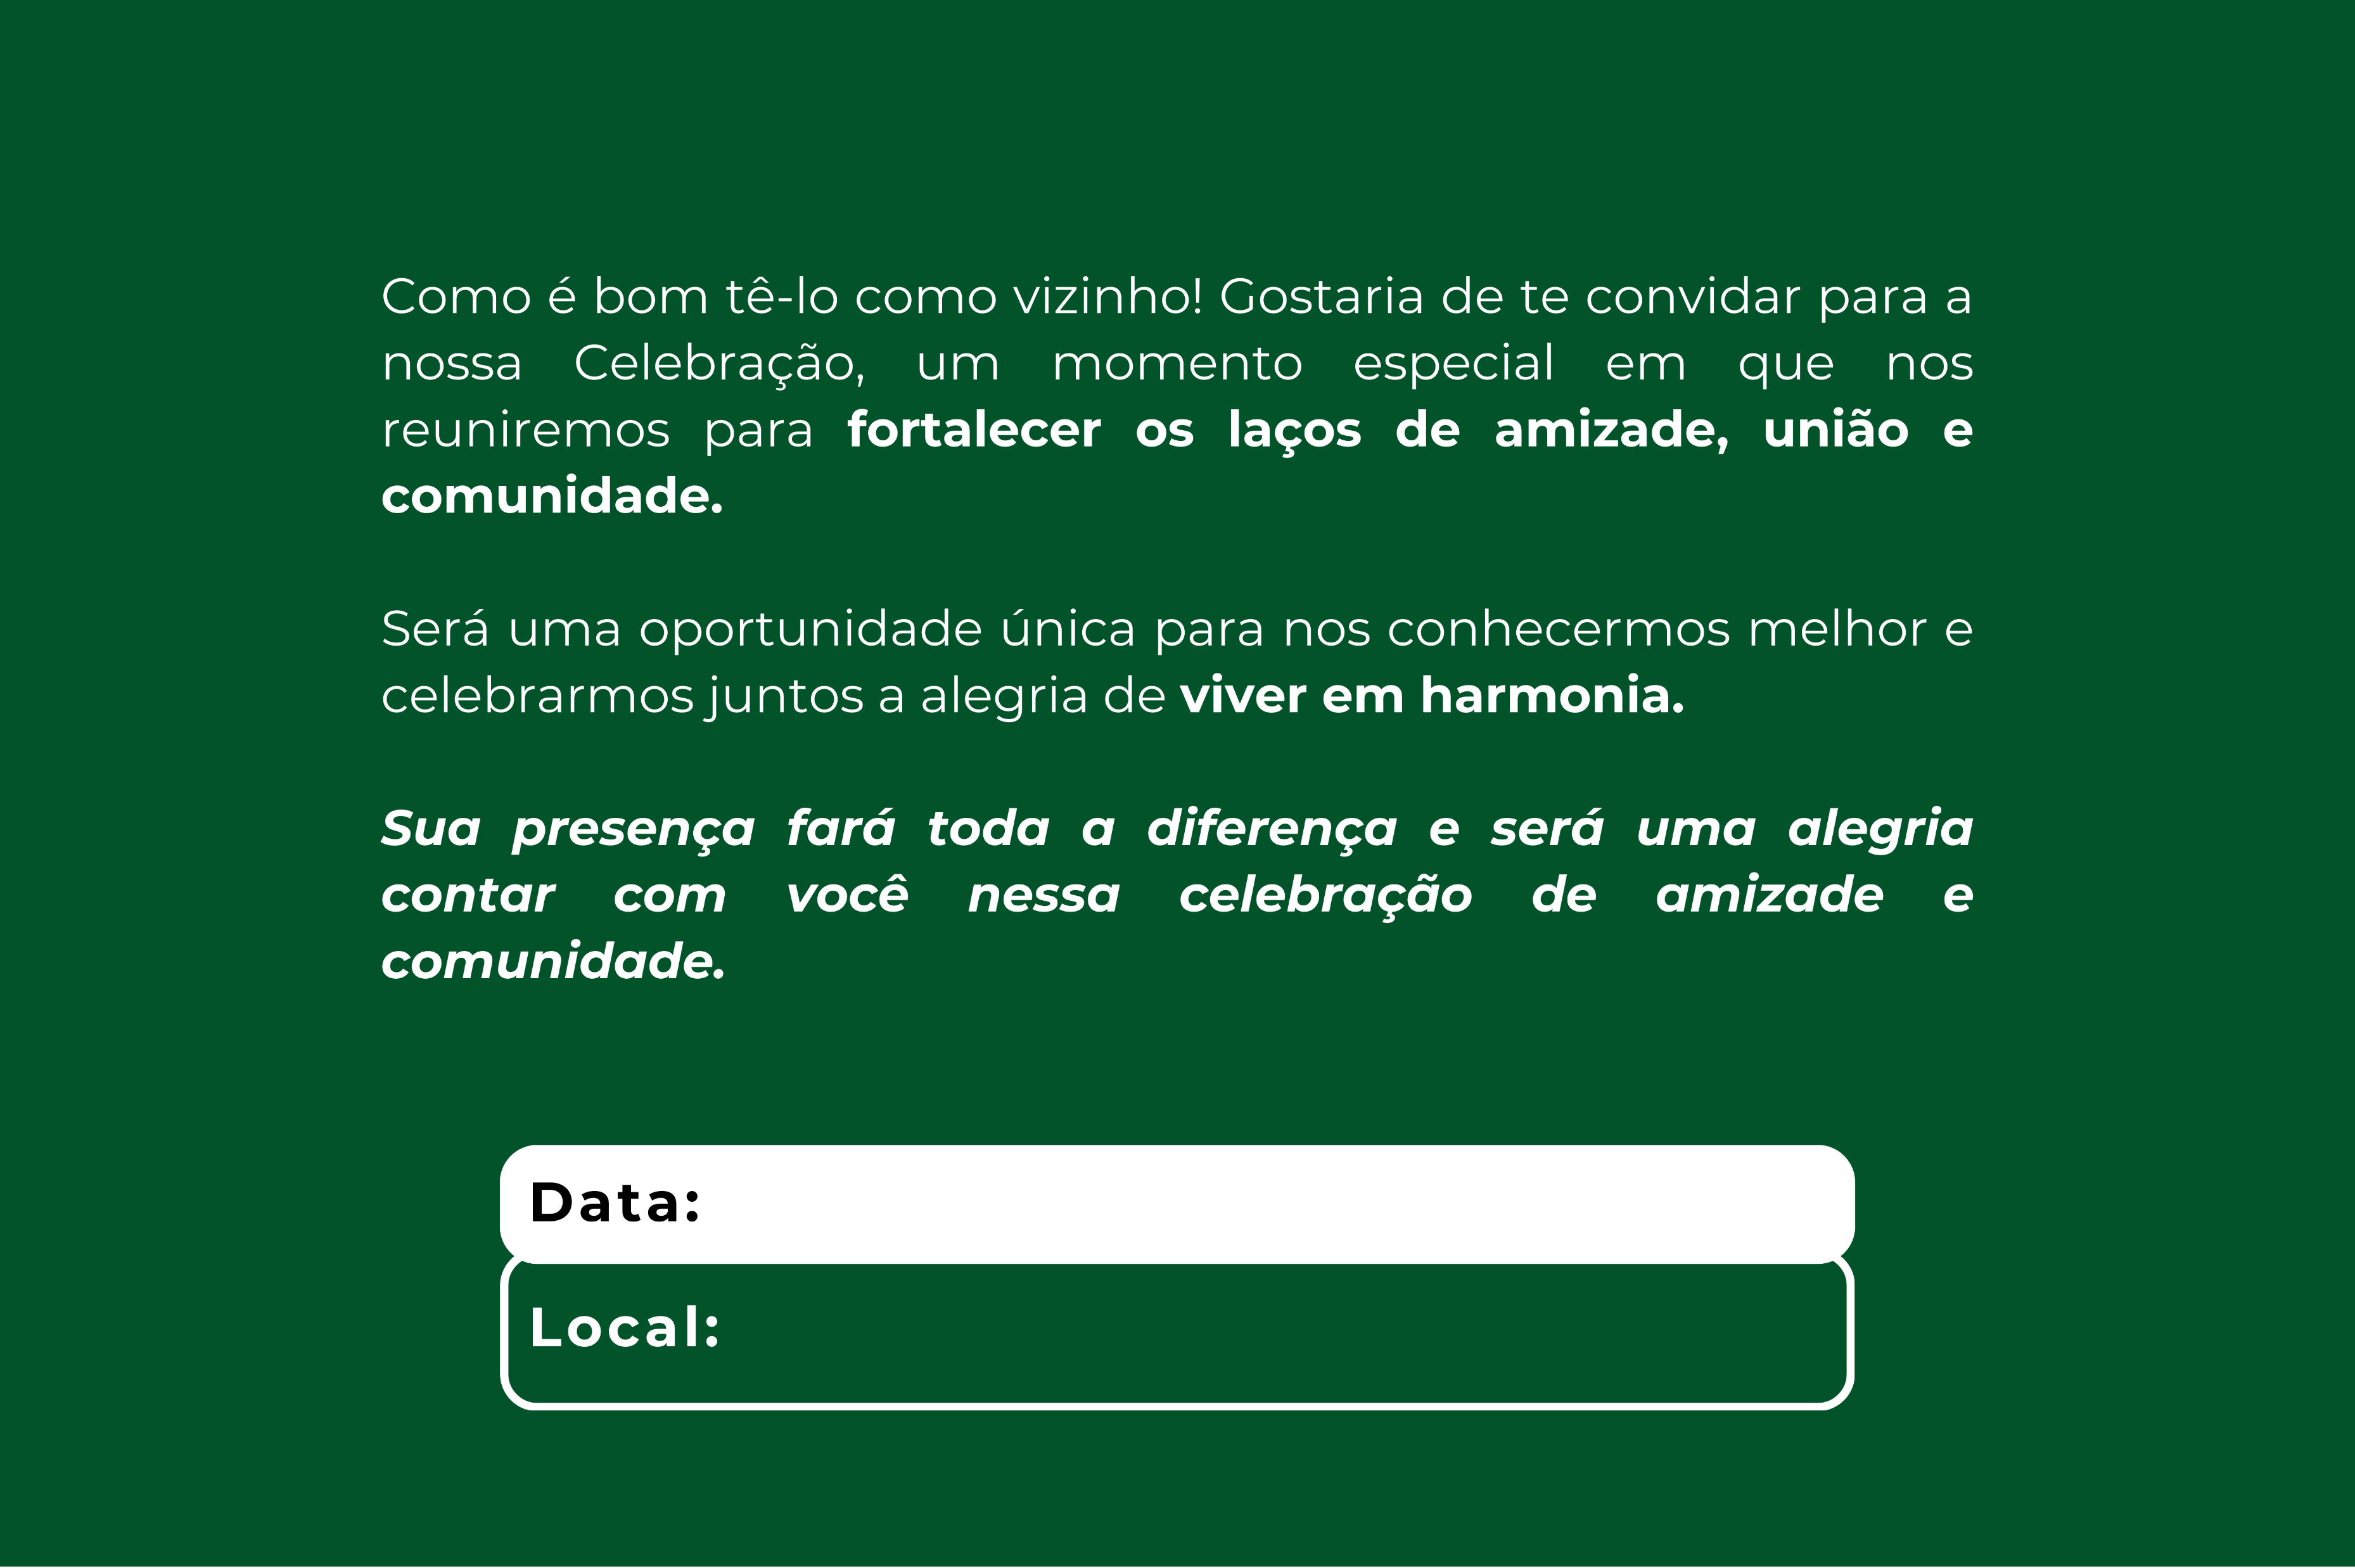 Como é bom tê-lo como vizinho! Gostaria de te convidar para a
nossa Celebração, um momento especial em que nos
reuniremos para fortalecer os laços de amizade, união e
comunidade.
Será uma oportunidade única para nos conhecermos melhor e
celebrarmos juntos a alegria de viver em harmonia.
Sua presença fará toda a diferença e será uma alegria
contar com você nessa celebração de amizade e
comunidade.
Data:
Local: